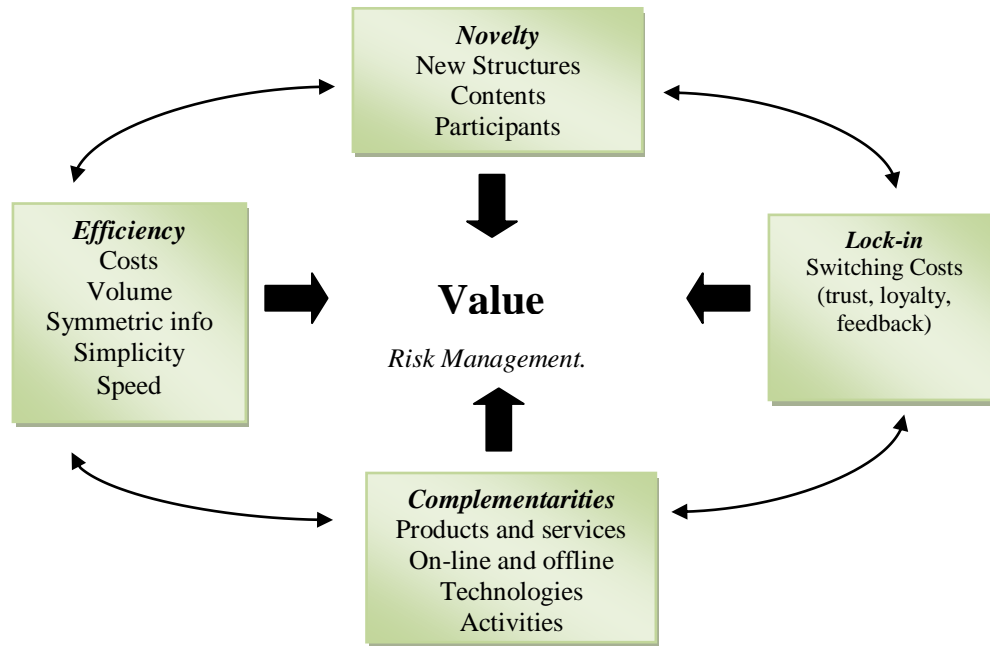 Novelty
New Structures
Contents
Participants
Efficiency
Costs
Volume
Symmetric info
Simplicity
Speed
Value
Risk Management.
Lock-in
Switching Costs
(trust, loyalty,
feedback)
Complementarities
Products and services
On-line and offline
Technologies
Activities